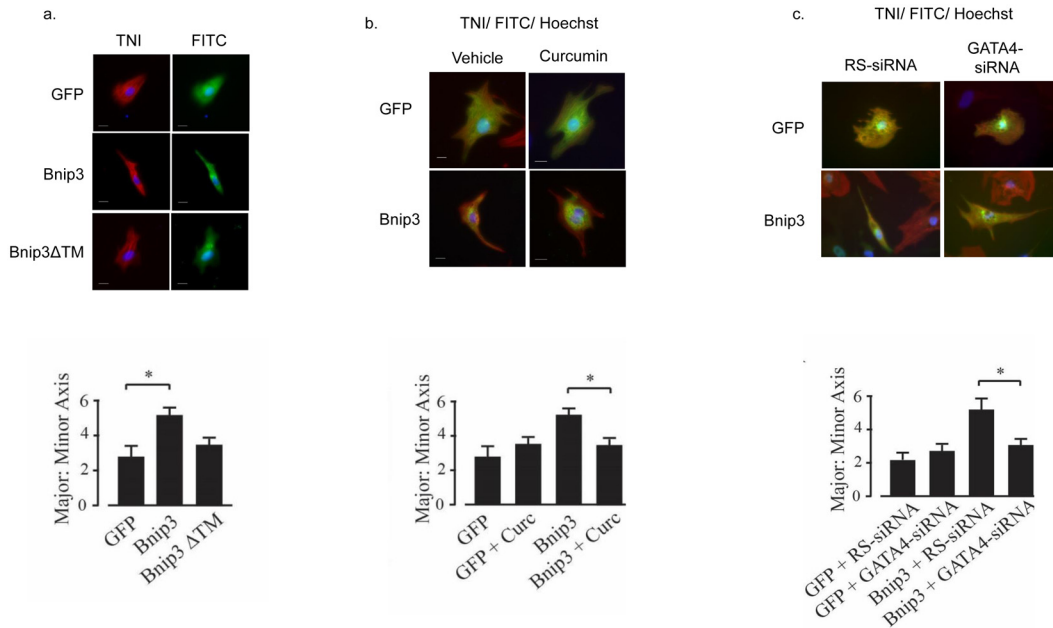 a.
TNI FITC
GFP
Bnip3
Bnip3ΔTM
b.
TNI/ FITC/ Hoechst
Vehicle Curcumin
GFP
Bnip3
c.
TNI/ FITC/ Hoechst
RS-siRNA
GATA4-
siRNA
GFP
Bnip3
Major: Minor Axis
6
4
2
0
*
GFP
Bnip3
Bnip3 ΔTM
Major: Minor Axis
6
4
2
0
*
GFP
GFP + Curc
Bnip3
Bnip3 + Curc
Major: Minor Axis
6
4
2
0
*
GFP + RS-siRNA
GFP + GATA4-siRNA
Bnip3 + RS-siRNA
Bnip3 + GATA4-siRNA